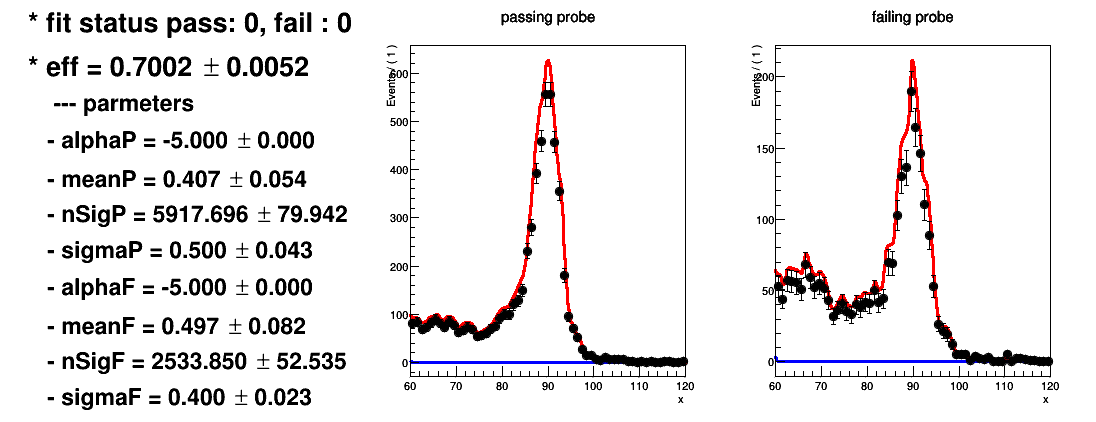 * fit status pass: 0, fail : 0
* eff = 0.7002 ± 0.0052
--- parmeters
- alphaP = -5.000 ± 0.000
- meanP = 0.407 ± 0.054
- nSigP = 5917.696 ± 79.942
- sigmaP = 0.500 ± 0.043
- alphaF = -5.000 ± 0.000
- meanF = 0.497 ± 0.082
- nSigF = 2533.850 ± 52.535
- sigmaF = 0.400 ± 0.023
passing probe
Events / ( 1 )
600
500
400
300
200
100
0
60 70 80 90 100 110 120
x
failing probe
Events / ( 1 )
200
150
100
50
0
60 70 80 90 100 110 120
x